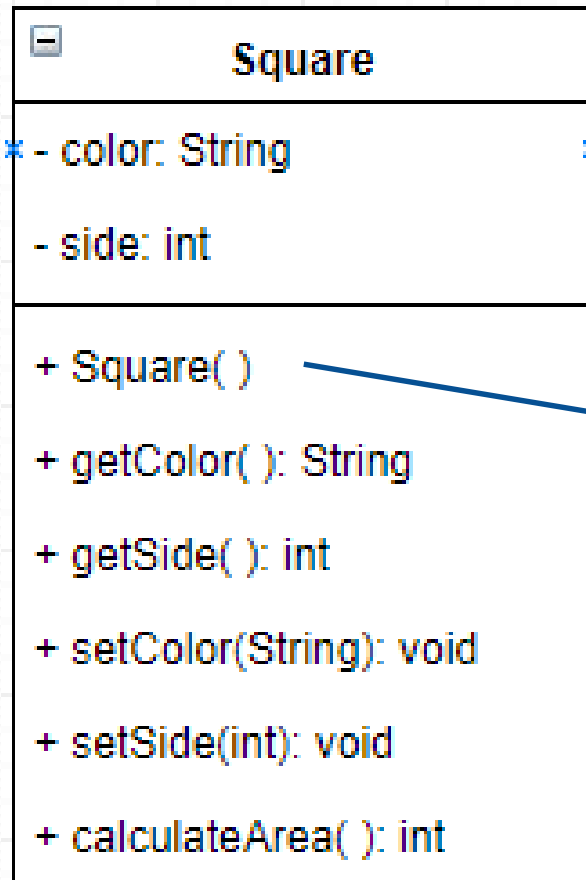 Square
- color: String
- side: int
+ Square( )
+ getColor( ): String
+ getSide( ): int
+ setColor(String): void
+ setSide(int): void
+ calculateArea( ): int